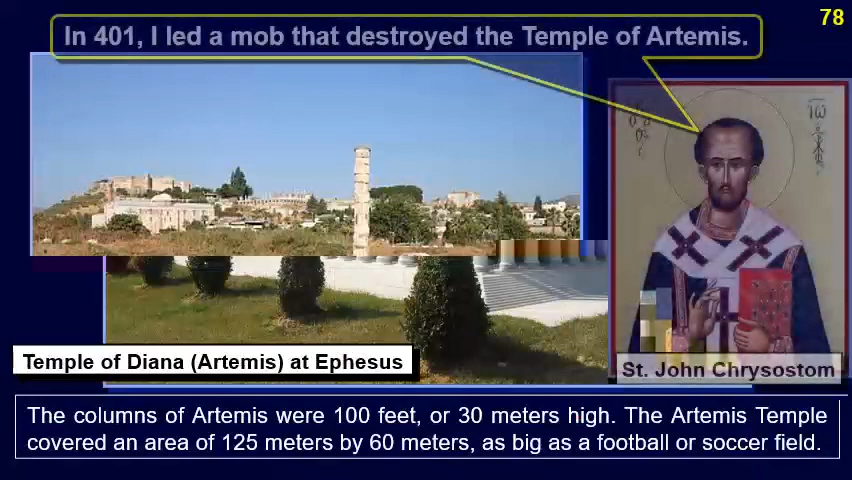 78
In 401, I led a mob that destroyed the Temple of Artemis.
Temple of Diana (Artemis) at Ephesus
St. John Chrysostom
The columns of Artemis were 100 feet, or 30 meters high. The Artemis Temple
covered an area of 125 meters by 60 meters, as big as a football or soccer field.